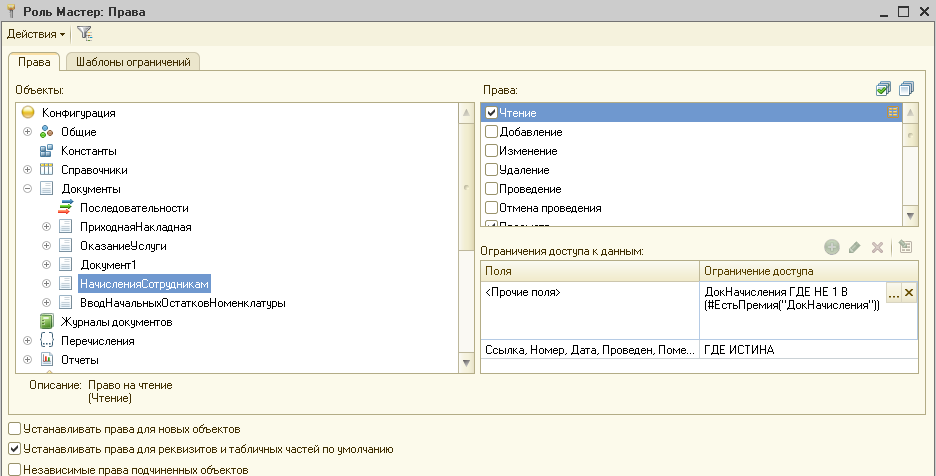 Роль Мастер: Права
Действия
Права
Шаблоны ограничений
Объекты:
Конфигурация
Общие
Константы
Справочники
Документы
Последовательности
ПриходнаяНакладная
ОказаниеУслуги
Документ1
НачисленияСотрудникам
ВводНачальныхОстатковНоменклатуры
Журналы документов
Перечисления
Отчеты
Права:
Чтение
Добавление
Изменение
Удаление
Проведение
Отмена проведения
Просмотр
Ограничения доступа к данным:
Поля
Ограничение доступа
<Прочие поля>
ДокНачисления ГДЕ НЕ 1 В
(#ЕстьПремия("ДокНачисления"))
...
Ссылка, Номер, Дата, Проведен, Поме...
ГДЕ ИСТИНА
Описание: Право на чтение
(Чтение)
Устанавливать права для новых объектов
Устанавливать права для реквизитов и табличных частей по умолчанию
Независимые права подчиненных объектов